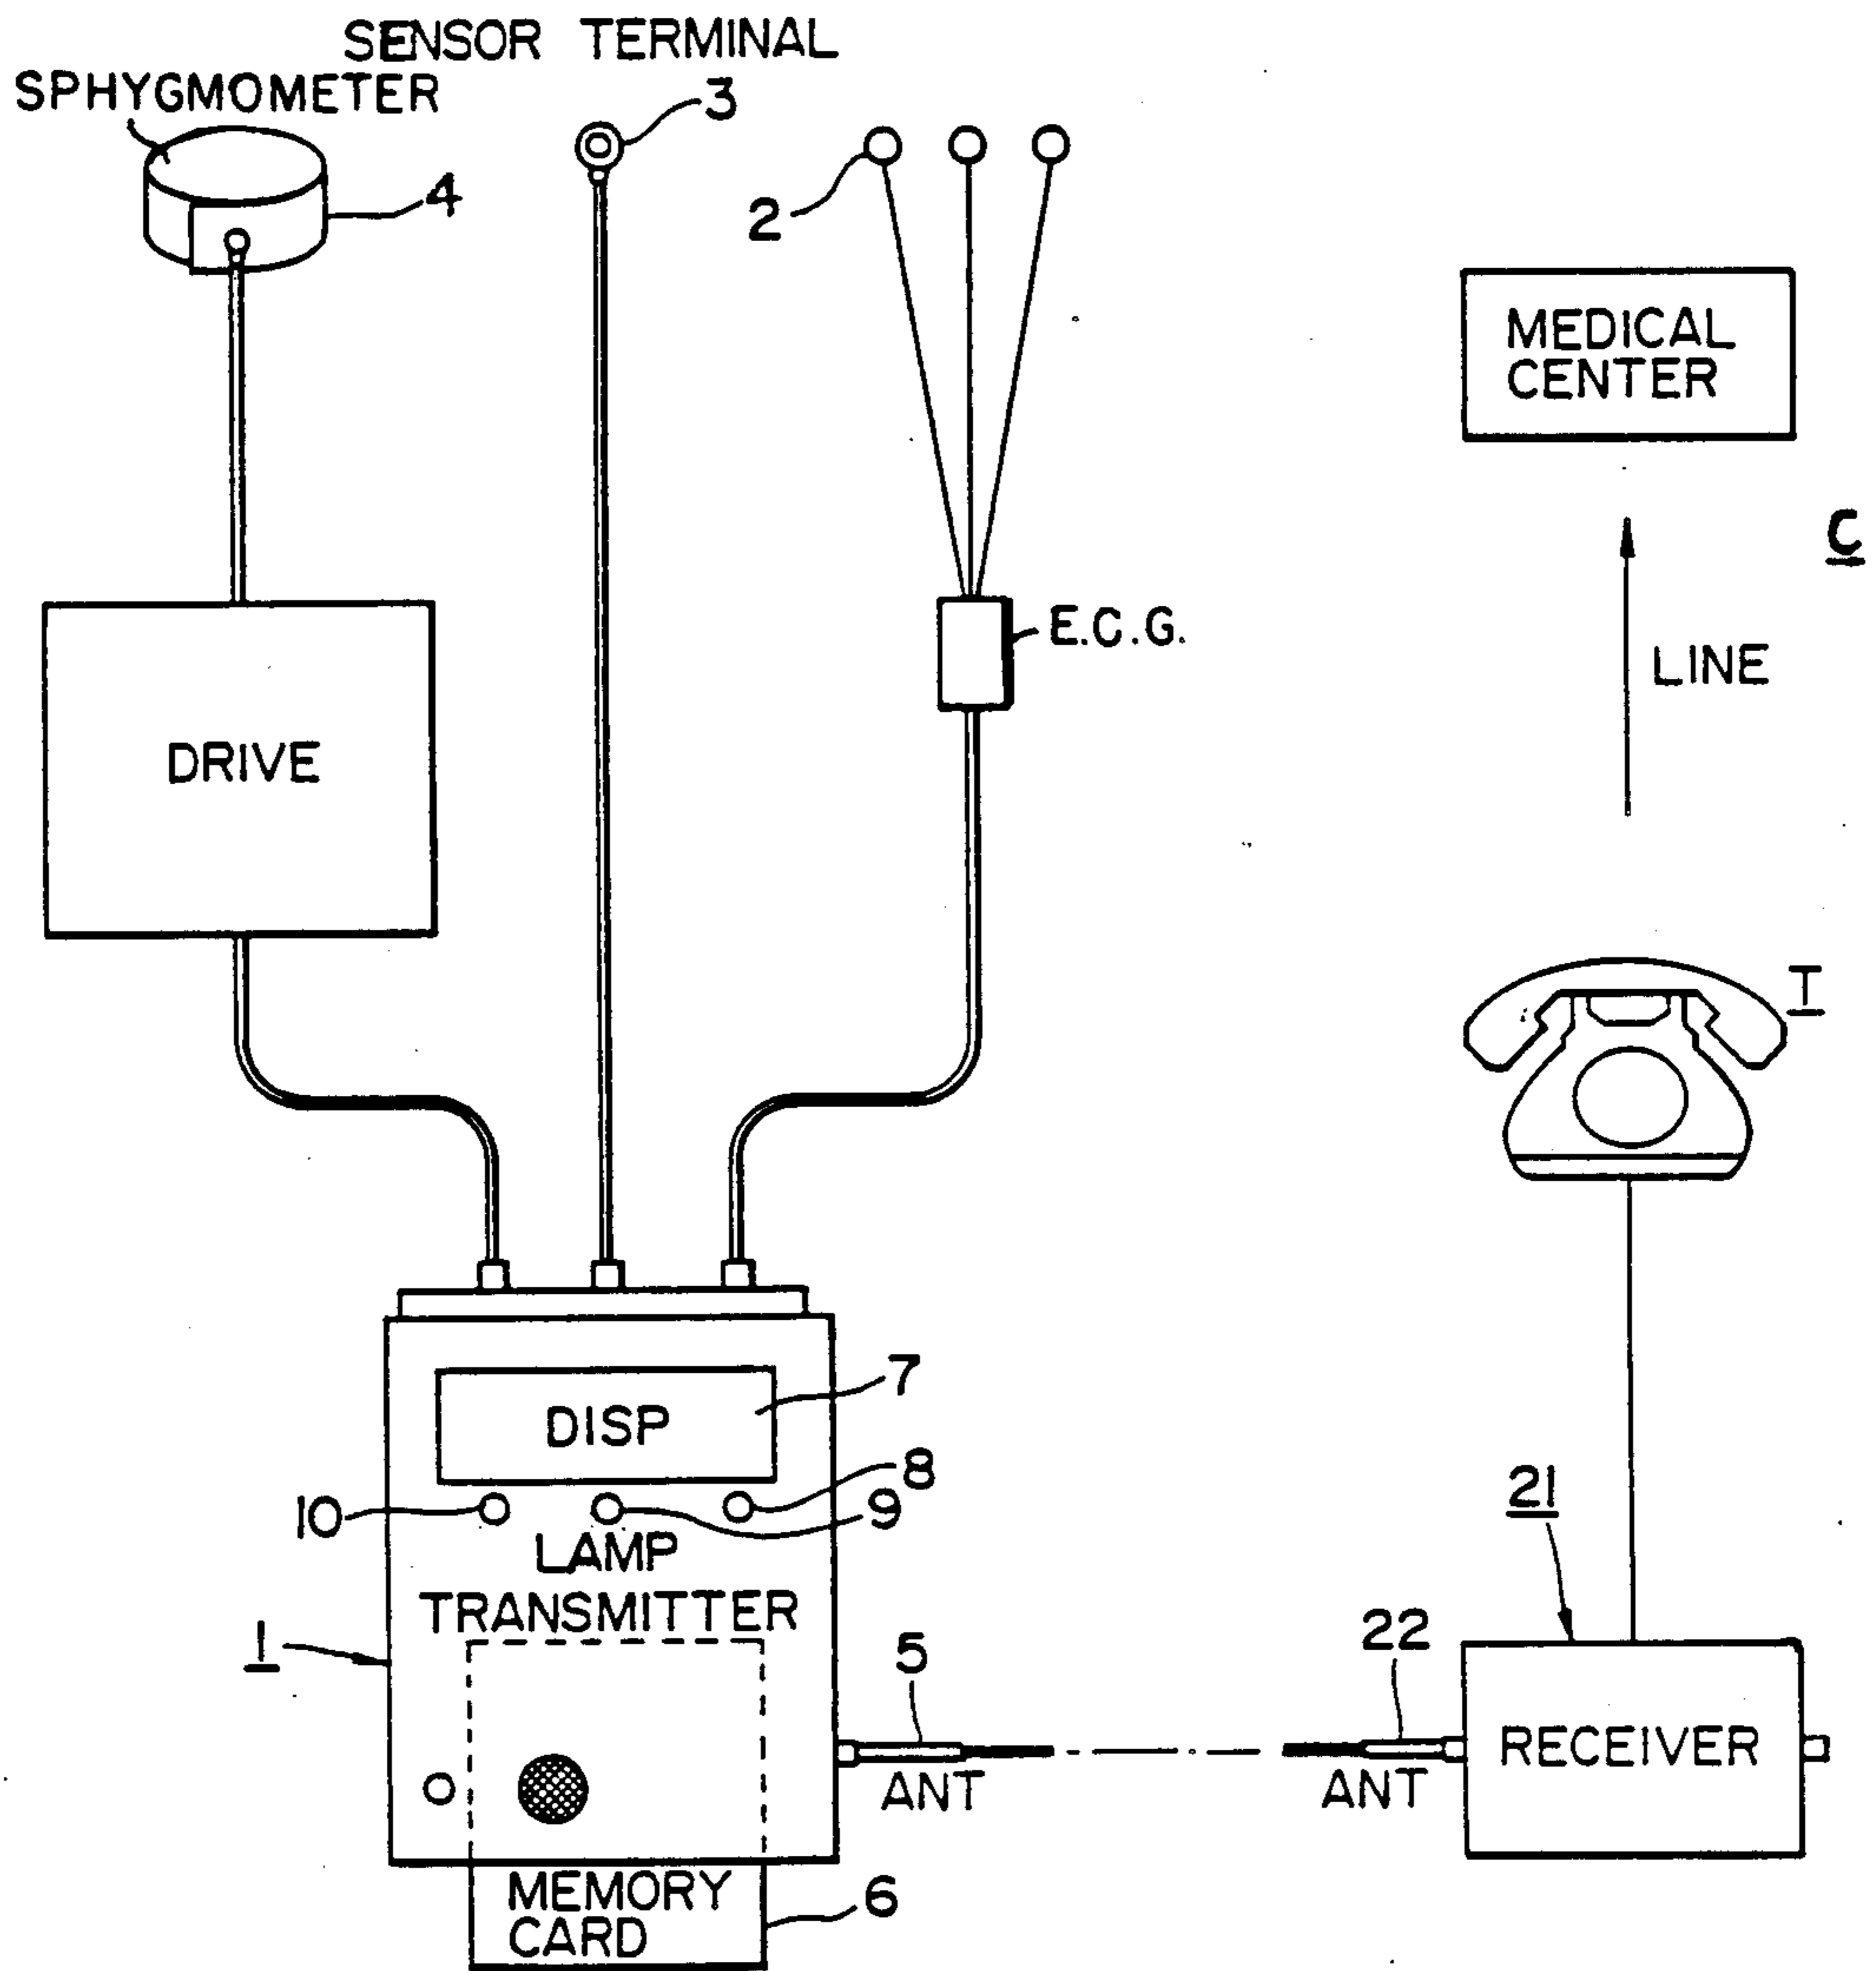 SENSOR TERMINAL
SPHYGMOMETER
3
4
2
MEDICAL
CENTER
C
E.C.G.
LINE
DRIVE
T
7
DISP
8
10
9
LAMP
21
TRANSMITTER
1
5
22
RECEIVER
ANT
ANT
MEMORY
CARD
6